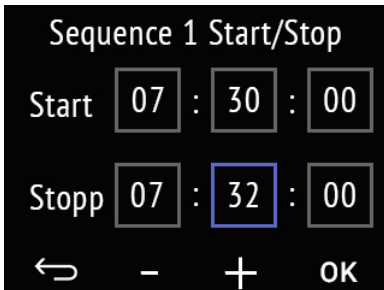 Sequence 1 Start/Stop
Start 07 : 30 : 00
Stopp 07 : 32 : 00
- + OK